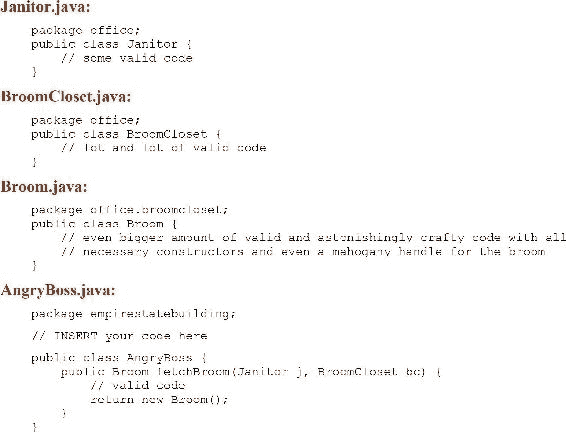 Janitor.java:
package office;
public class Janitor {
// some valid code
}
BroomCloset.java:
package office;
public class BroomCloset {
// lot and lot of valid code
}
Broom.java:
package office.broomcloset;
public class Broom {
// even bigger amount of valid and astonishingly crafty code with all
// necessary constructors and even a mahogany handle for the broom
}
AngryBoss.java:
package empirestatebuilding;
// INSERT your code here
public class AngryBoss {
public Broom fetchBroom(Janitor j, BroomCloset bc) {
// valid code
return new Broom();
}
}